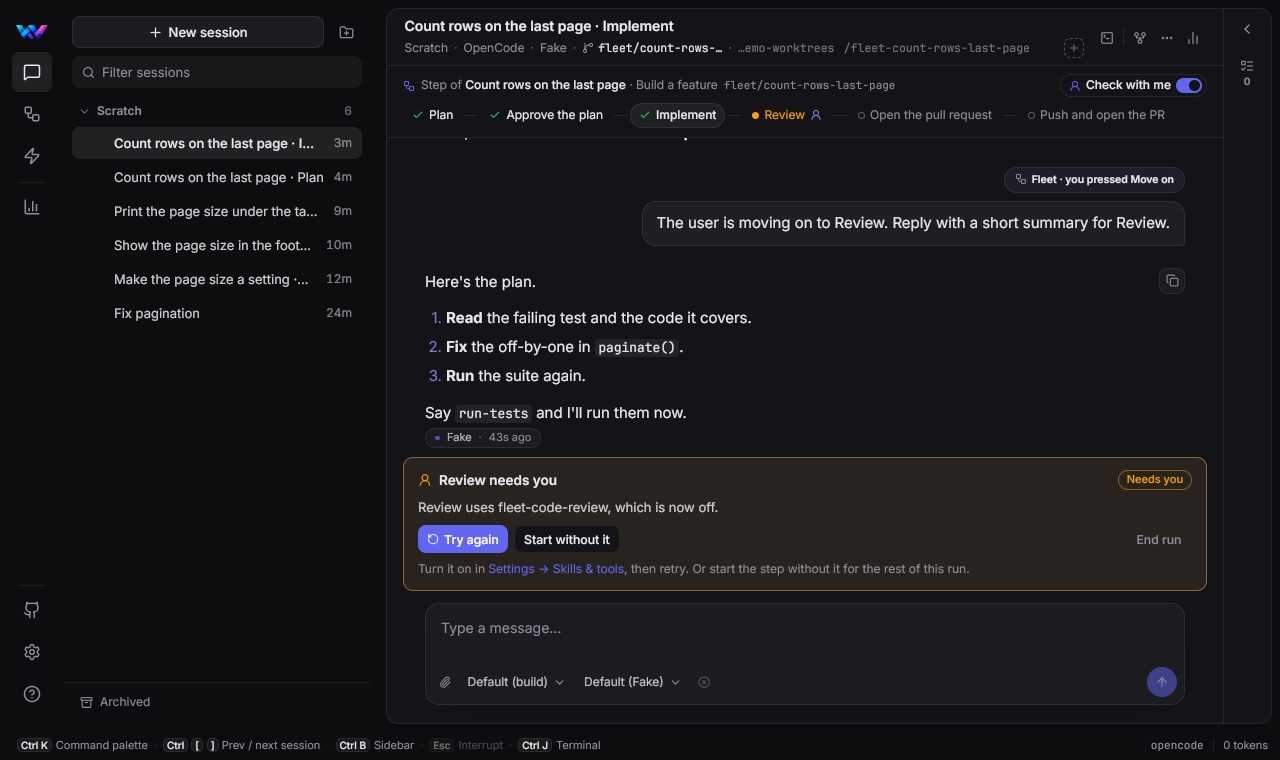 New session
Filter sessions
Scratch 6
Count rows on the last page · I... 3m
Count rows on the last page · Plan 4m
Print the page size under the ta... 9m
Show the page size in the foot... 10m
Make the page size a setting ·... 12m
Fix pagination 24m
Archived
Count rows on the last page · Implement
Scratch · OpenCode · Fake · fleet/count-rows-… · …emo-worktrees /fleet-count-rows-last-page
0
Step of Count rows on the last page · Build a feature fleet/count-rows-last-page
Check with me
Plan
Approve the plan
Implement
Review
Open the pull request
Push and open the PR
Fleet · you pressed Move on
The user is moving on to Review. Reply with a short summary for Review.
Here's the plan.
1. Read the failing test and the code it covers.
2. Fix the off-by-one in paginate().
3. Run the suite again.
Say run-tests and I'll run them now.
Fake · 43s ago
Review needs you
Needs you
Review uses fleet-code-review, which is now off.
Try again
Start without it
End run
Turn it on in Settings → Skills & tools, then retry. Or start the step without it for the rest of this run.
Type a message...
Default (build)
Default (Fake)
Ctrl K Command palette · Ctrl [ ] Prev / next session · Ctrl B Sidebar · Esc Interrupt · Ctrl J Terminal
opencode
0 tokens